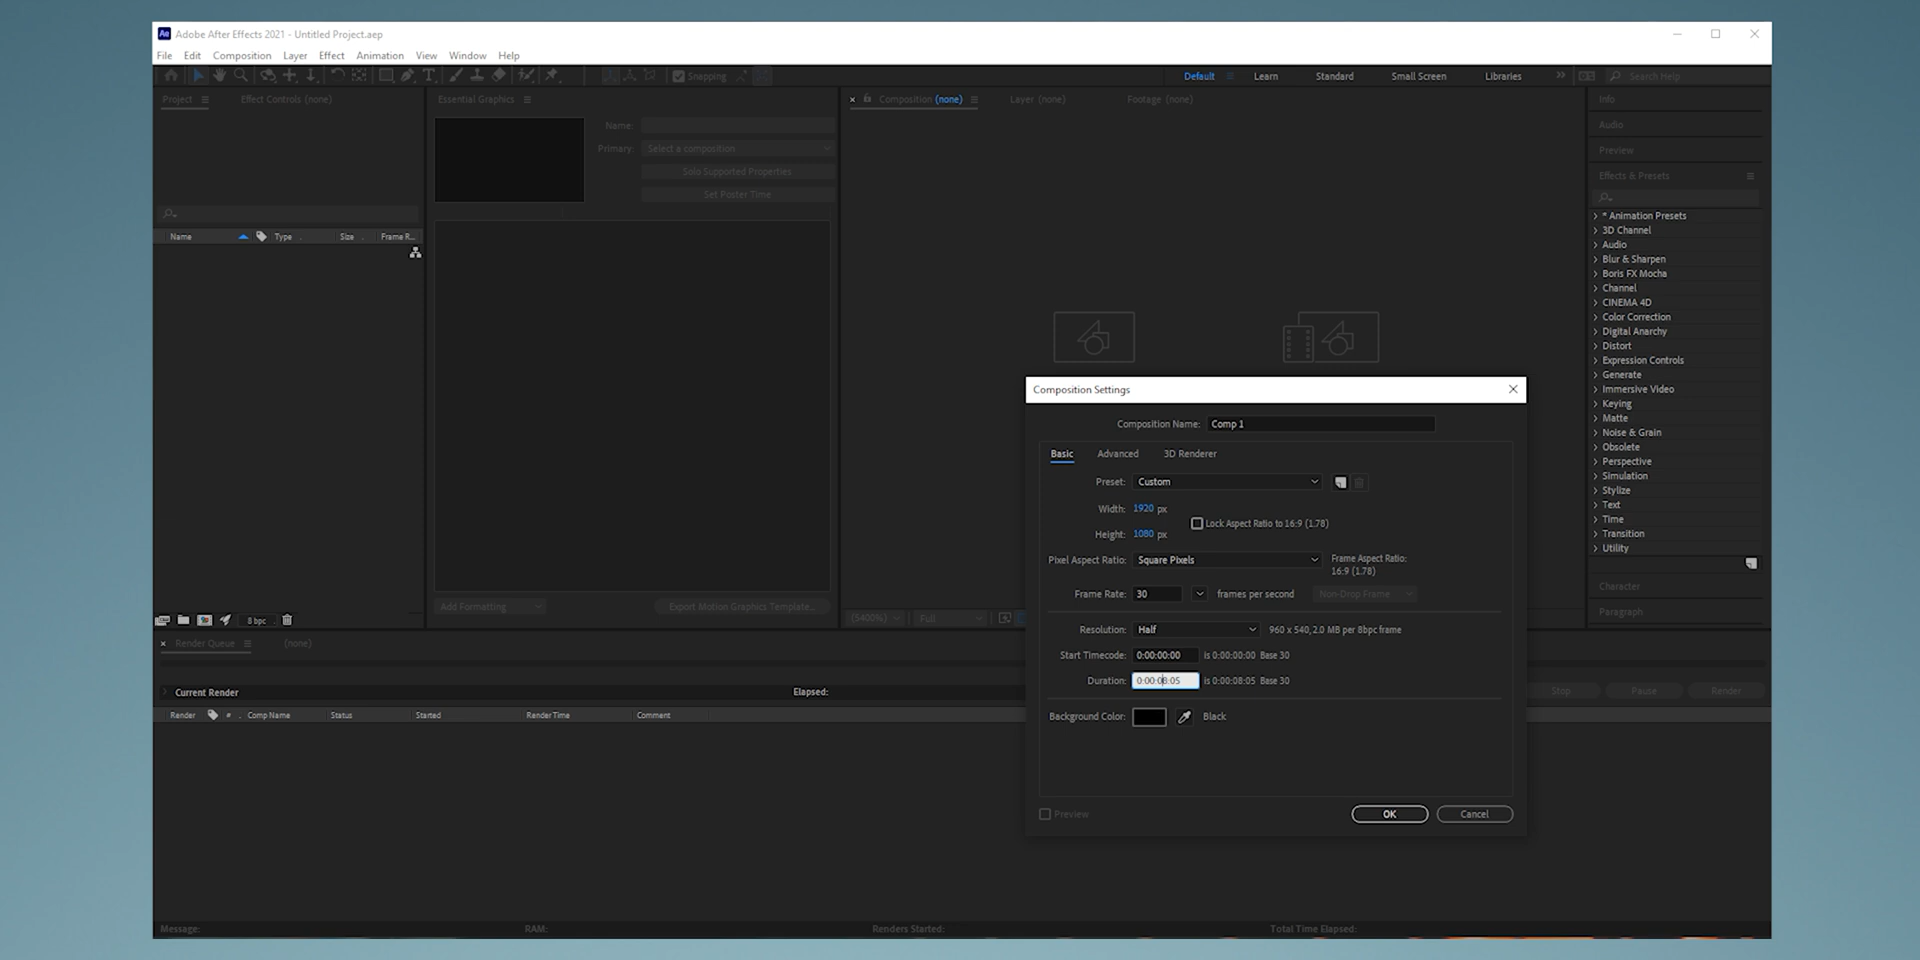 Ae Adobe After Effects 2021 - Untitled Project.aep
File Edit Composition Layer Effect Animation View Window Help
Snapping Default Learn Standard Small Screen Libraries Search Help
Project Effect Controls (none)
Name Type Size Frame R...
8 bpc
Essential Graphics
Name:
Primary: Select a composition
Solo Supported Properties
Set Poster Time
Add Formatting Export Motion Graphics Template...
Composition (none) Layer (none) Footage (none)
(5400%) Full
Info
Audio
Preview
Effects & Presets
* Animation Presets
3D Channel
Audio
Blur & Sharpen
Boris FX Mocha
Channel
CINEMA 4D
Color Correction
Digital Anarchy
Distort
Expression Controls
Generate
Immersive Video
Keying
Matte
Noise & Grain
Obsolete
Perspective
Simulation
Stylize
Text
Time
Transition
Utility
Character
Paragraph
Composition Settings
Composition Name: Comp 1
Basic Advanced 3D Renderer
Preset: Custom
Width: 1920 px
Lock Aspect Ratio to 16:9 (1.78)
Height: 1080 px
Pixel Aspect Ratio: Square Pixels Frame Aspect Ratio:
16:9 (1.78)
Frame Rate: 30 frames per second Non-Drop Frame
Resolution: Half 960 x 540, 2.0 MB per 8bpc frame
Start Timecode: 0:00:00:00 is 0:00:00:00 Base 30
Duration: 0:00:08:05 is 0:00:08:05 Base 30
Background Color: Black
Preview OK Cancel
Render Queue (none)
Current Render Elapsed: Stop Pause Render
Render # Comp Name Status Started Render Time Comment
Message: RAM: Renders Started: Total Time Elapsed: